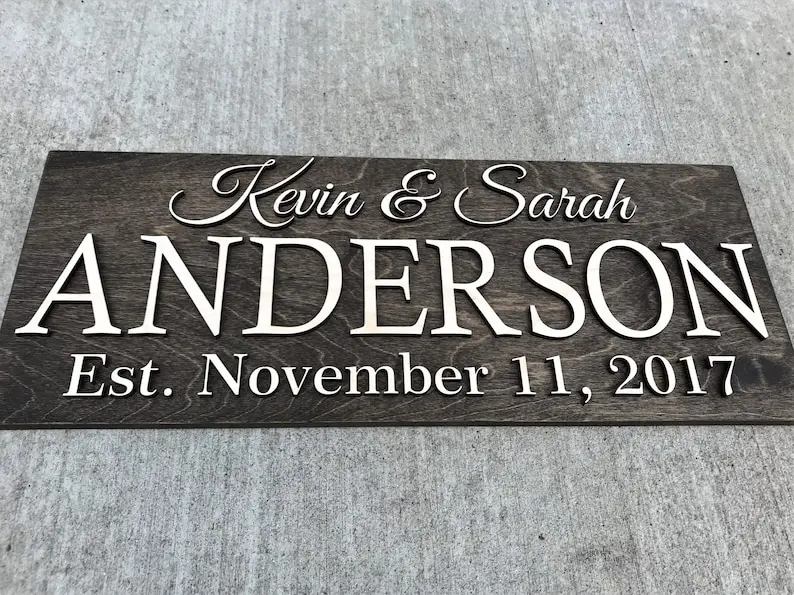 Kevin & Sarah
ANDERSON
Est. November 11, 2017